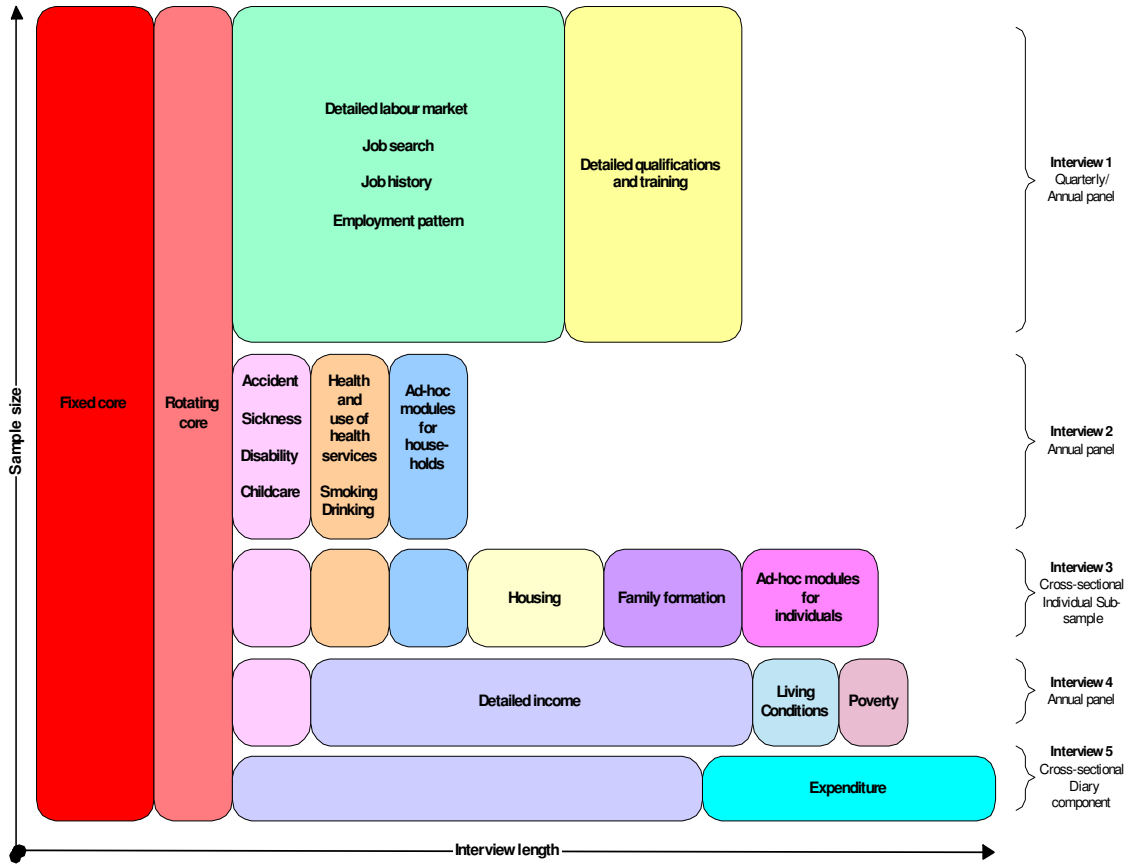 Sample size
Fixed core
Rotating
core
Detailed labour market
Job search
Job history
Employment pattern
Detailed qualifications
and training
Interview 1
Quarterly/
Annual panel
Accident
Sickness
Disability
Childcare
Health
and
use of
health
services
Smoking
Drinking
Ad-hoc
modules
for
house-
holds
Interview 2
Annual panel
Housing
Family formation
Ad-hoc modules
for
individuals
Interview 3
Cross-sectional
Individual Sub-
sample
Detailed income
Living
Conditions
Poverty
Interview 4
Annual panel
Expenditure
Interview 5
Cross-sectional
Diary
component
Interview length